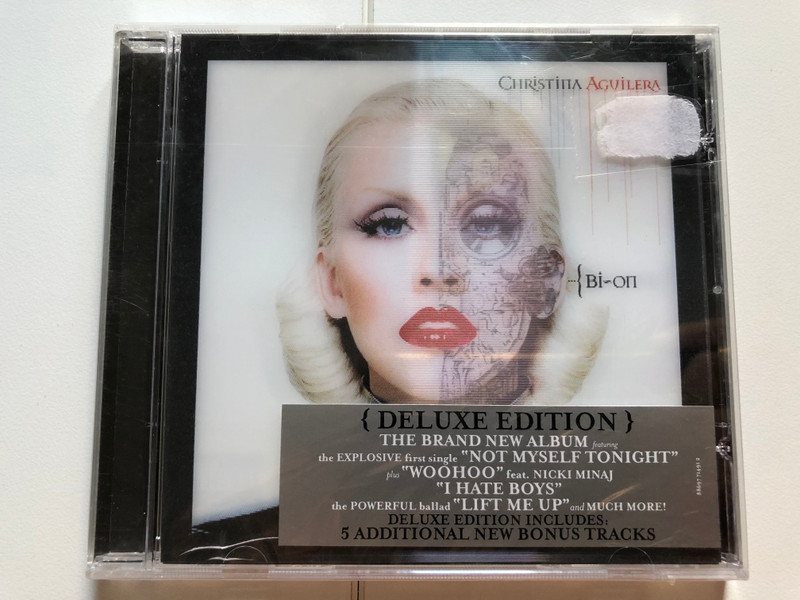 Christina Aguilera
Bi~on
{ DELUXE EDITION }
THE BRAND NEW ALBUM featuring
the EXPLOSIVE first single "NOT MYSELF TONIGHT"
plus "WOOHOO" feat. NICKI MINAJ
"I HATE BOYS"
the POWERFUL ballad "LIFT ME UP" and MUCH MORE!
DELUXE EDITION INCLUDES:
5 ADDITIONAL NEW BONUS TRACKS